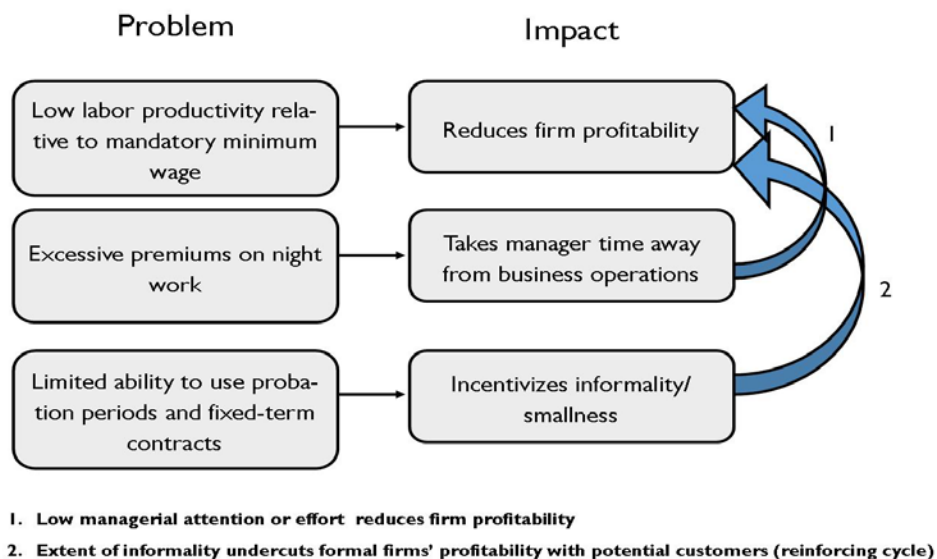 Problem
Impact
Low labor productivity rela-
tive to mandatory minimum
wage
Reduces firm profitability
1
Excessive premiums on night
work
Takes manager time away
from business operations
2
Limited ability to use proba-
tion periods and fixed-term
contracts
Incentivizes informality/
smallness
1. Low managerial attention or effort reduces firm profitability
2. Extent of informality undercuts formal firms' profitability with potential customers (reinforcing cycle)